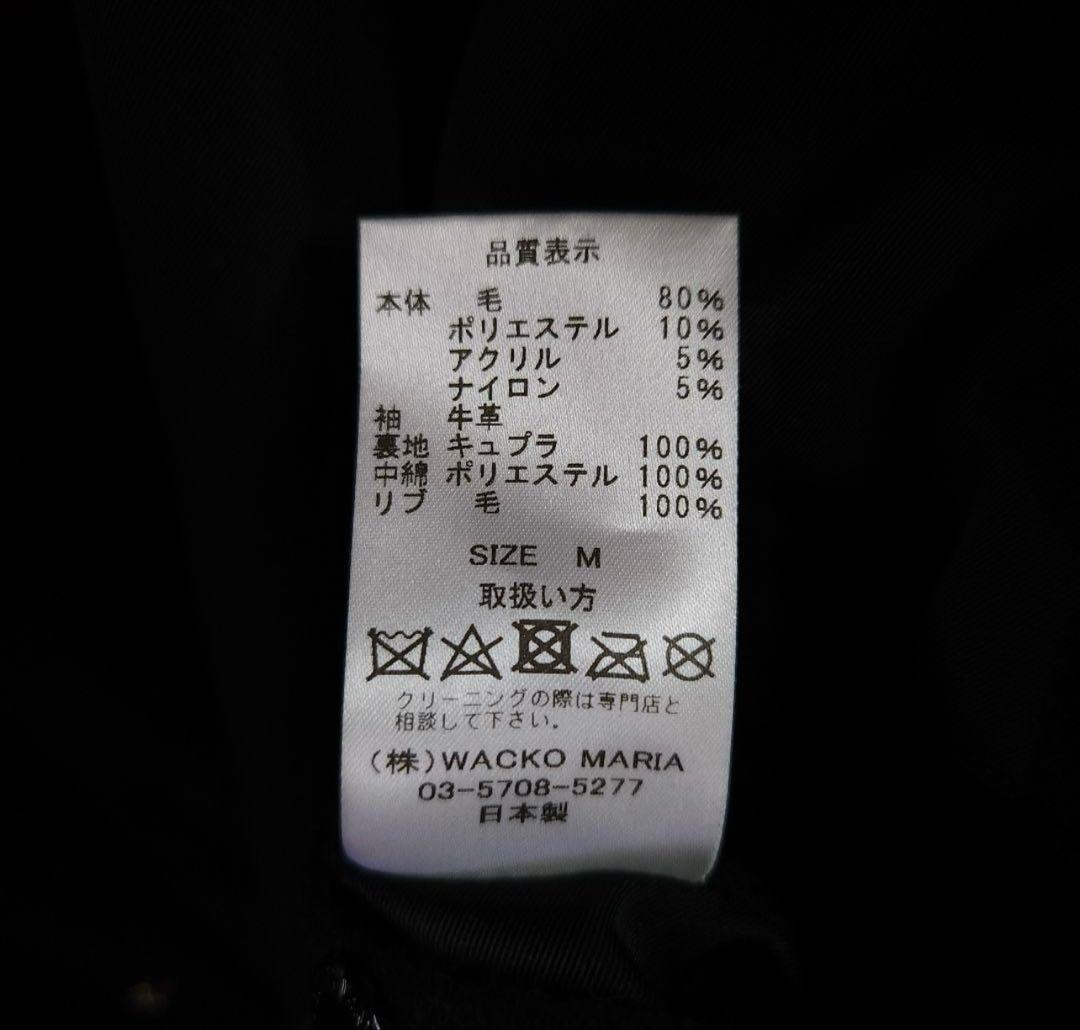 品質表示
本体 毛 80%
ポリエステル 10%
アクリル 5%
ナイロン 5%
袖 牛革
裏地 キュプラ 100%
中綿 ポリエステル 100%
リブ 毛 100%
SIZE M
取扱い方
クリーニングの際は専門店と
相談して下さい。
(株)WACKO MARIA
03-5708-5277
日本製